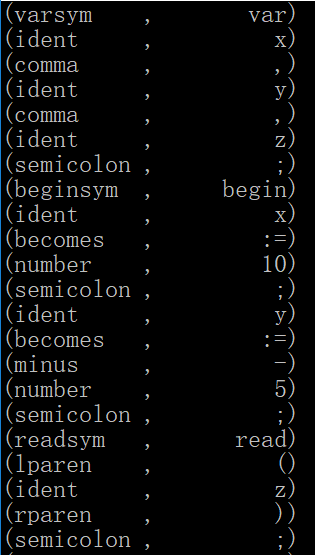 (varsym   ,        var)
(ident    ,          x)
(comma    ,          ,)
(ident    ,          y)
(comma    ,          ,)
(ident    ,          z)
(semicolon ,          ;)
(beginsym  ,      begin)
(ident    ,          x)
(becomes   ,         :=)
(number   ,         10)
(semicolon ,          ;)
(ident    ,          y)
(becomes   ,         :=)
(minus    ,          -)
(number   ,          5)
(semicolon ,          ;)
(readsym   ,       read)
(lparen   ,          ()
(ident    ,          z)
(rparen   ,          ))
(semicolon ,          ;)